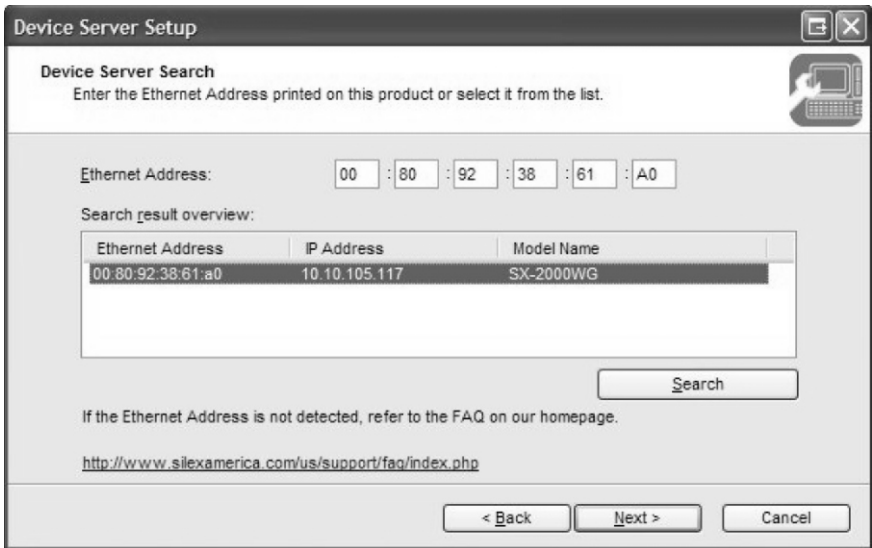 Device Server Setup
Device Server Search
Enter the Ethernet Address printed on this product or select it from the list.
Ethernet Address: 00 : 80 : 92 : 38 : 61 : A0
Search result overview:
Ethernet Address IP Address Model Name
00:80:92:38:61:a0 10.10.105.117 SX-2000WG
Search
If the Ethernet Address is not detected, refer to the FAQ on our homepage.
http://www.silexamerica.com/us/support/faq/index.php
< Back Next > Cancel